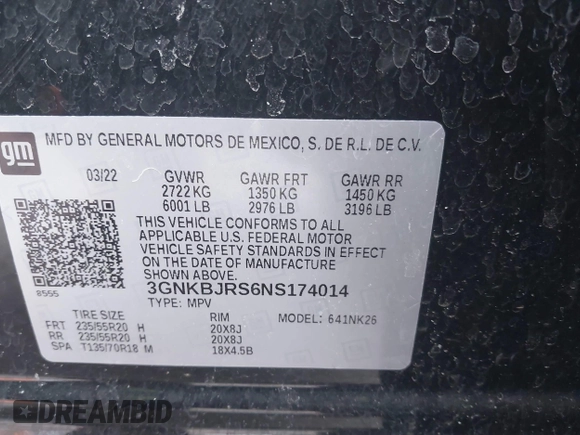 gm
MFD BY GENERAL MOTORS DE MEXICO, S. DE R.L. DE C.V.
03/22 GVWR GAWR FRT GAWR RR
2722 KG 1350 KG 1450 KG
6001 LB 2976 LB 3196 LB
THIS VEHICLE CONFORMS TO ALL
APPLICABLE U.S. FEDERAL MOTOR
VEHICLE SAFETY STANDARDS IN EFFECT
ON THE DATE OF MANUFACTURE
SHOWN ABOVE.
8555 3GNKBJRS6NS174014
TYPE: MPV
TIRE SIZE RIM MODEL: 641NK26
FRT 235/55R20 H 20X8J
RR 235/55R20 H 20X8J
SPA T135/70R18 M 18X4.5B
DREAMBID